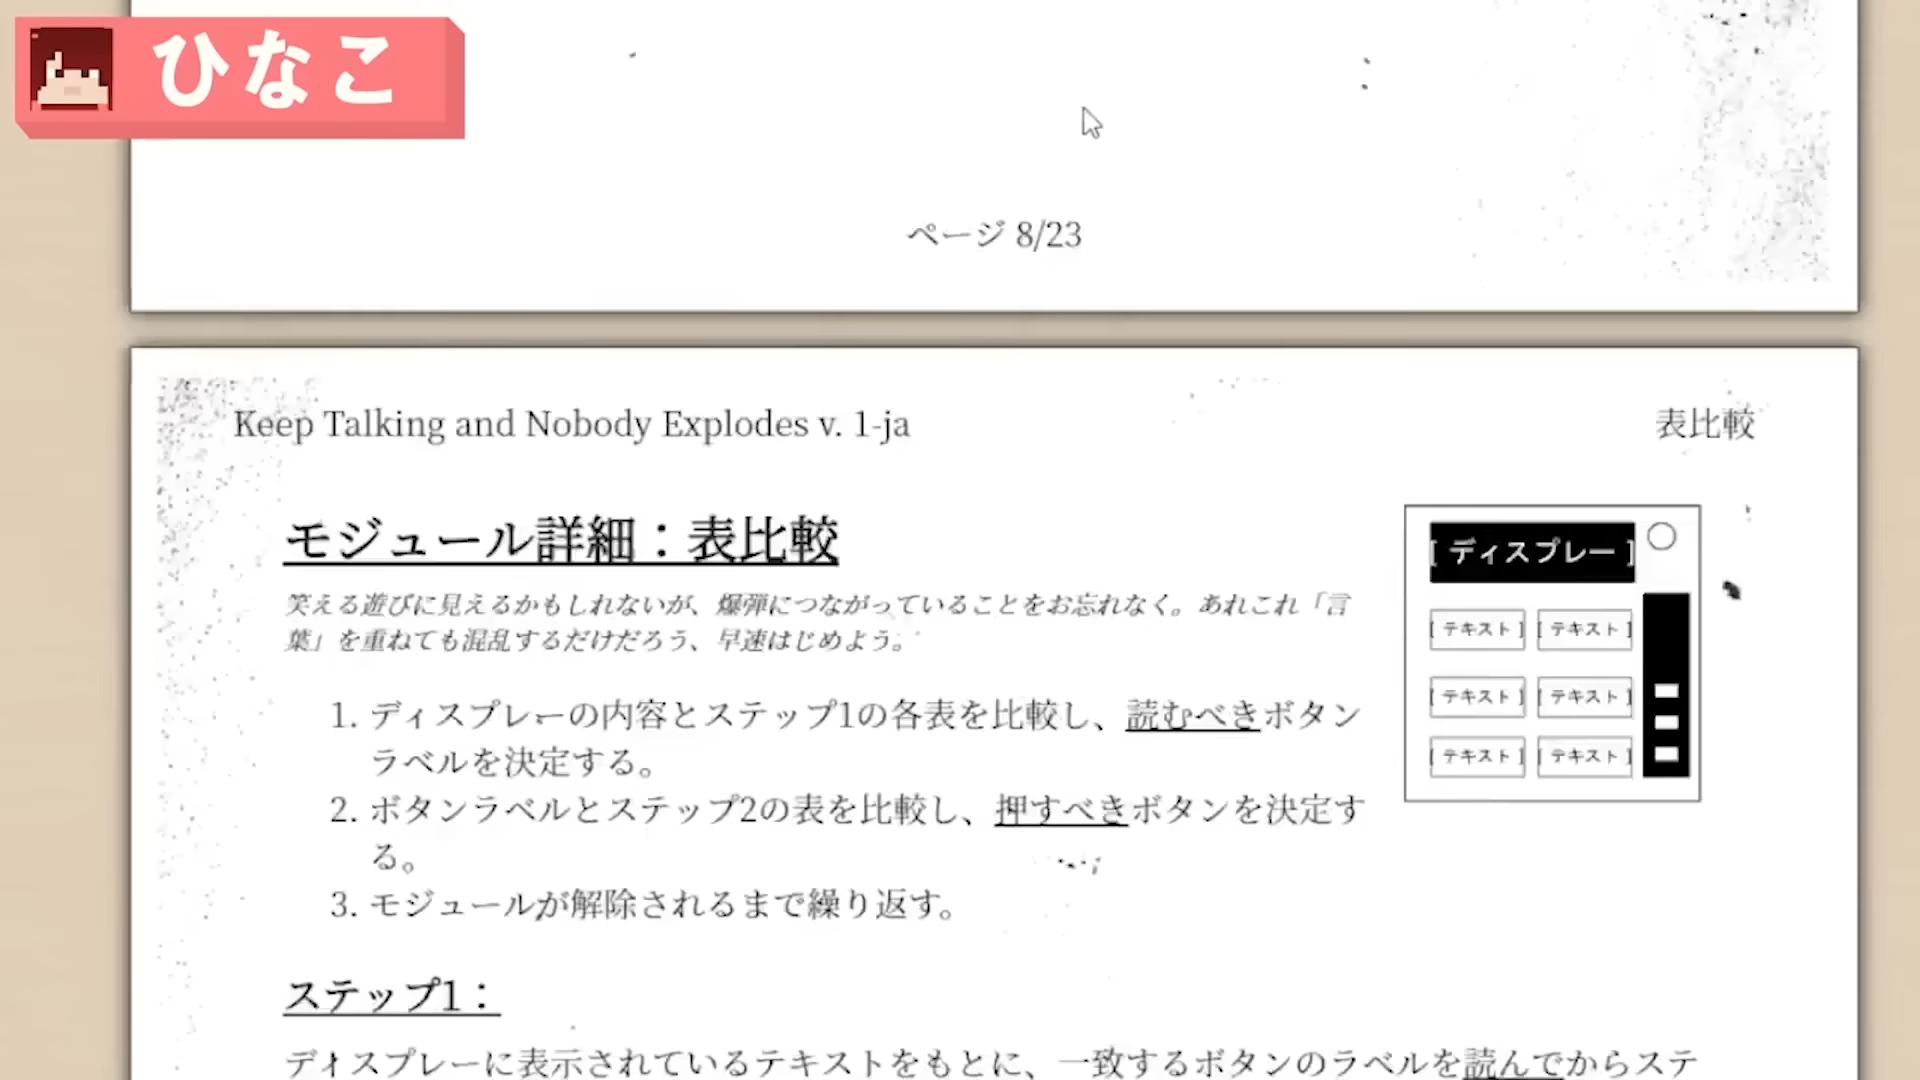 ひなこ
ページ 8/23
Keep Talking and Nobody Explodes v. 1-ja
表比較
モジュール詳細：表比較
笑える遊びに見えるかもしれないが、爆弾につながっていることをお忘れなく。あれこれ「言
葉」を重ねても混乱するだけだろう、早速はじめよう。
1. ディスプレーの内容とステップ1の各表を比較し、読むべきボタン
ラベルを決定する。
2. ボタンラベルとステップ2の表を比較し、押すべきボタンを決定す
る。
3. モジュールが解除されるまで繰り返す。
[ ディスプレー ]
[ テキスト ] [ テキスト ]
[ テキスト ] [ テキスト ]
[ テキスト ] [ テキスト ]
ステップ1：
ディスプレーに表示されているテキストをもとに、一致するボタンのラベルを読んでからステ